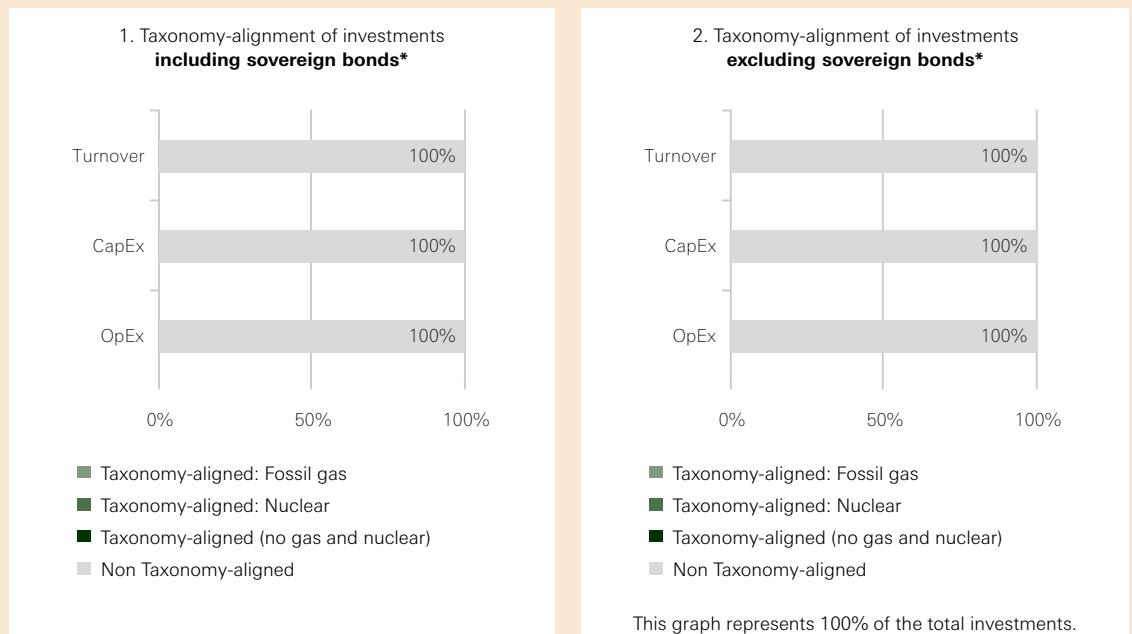 1. Taxonomy-alignment of investments
including sovereign bonds*
Turnover
100%
CapEx
100%
OpEx
100%
0%
50%
100%
Taxonomy-aligned: Fossil gas
Taxonomy-aligned: Nuclear
Taxonomy-aligned (no gas and nuclear)
Non Taxonomy-aligned
2. Taxonomy-alignment of investments
excluding sovereign bonds*
Turnover
100%
CapEx
100%
OpEx
100%
0%
50%
100%
Taxonomy-aligned: Fossil gas
Taxonomy-aligned: Nuclear
Taxonomy-aligned (no gas and nuclear)
Non Taxonomy-aligned
This graph represents 100% of the total investments.